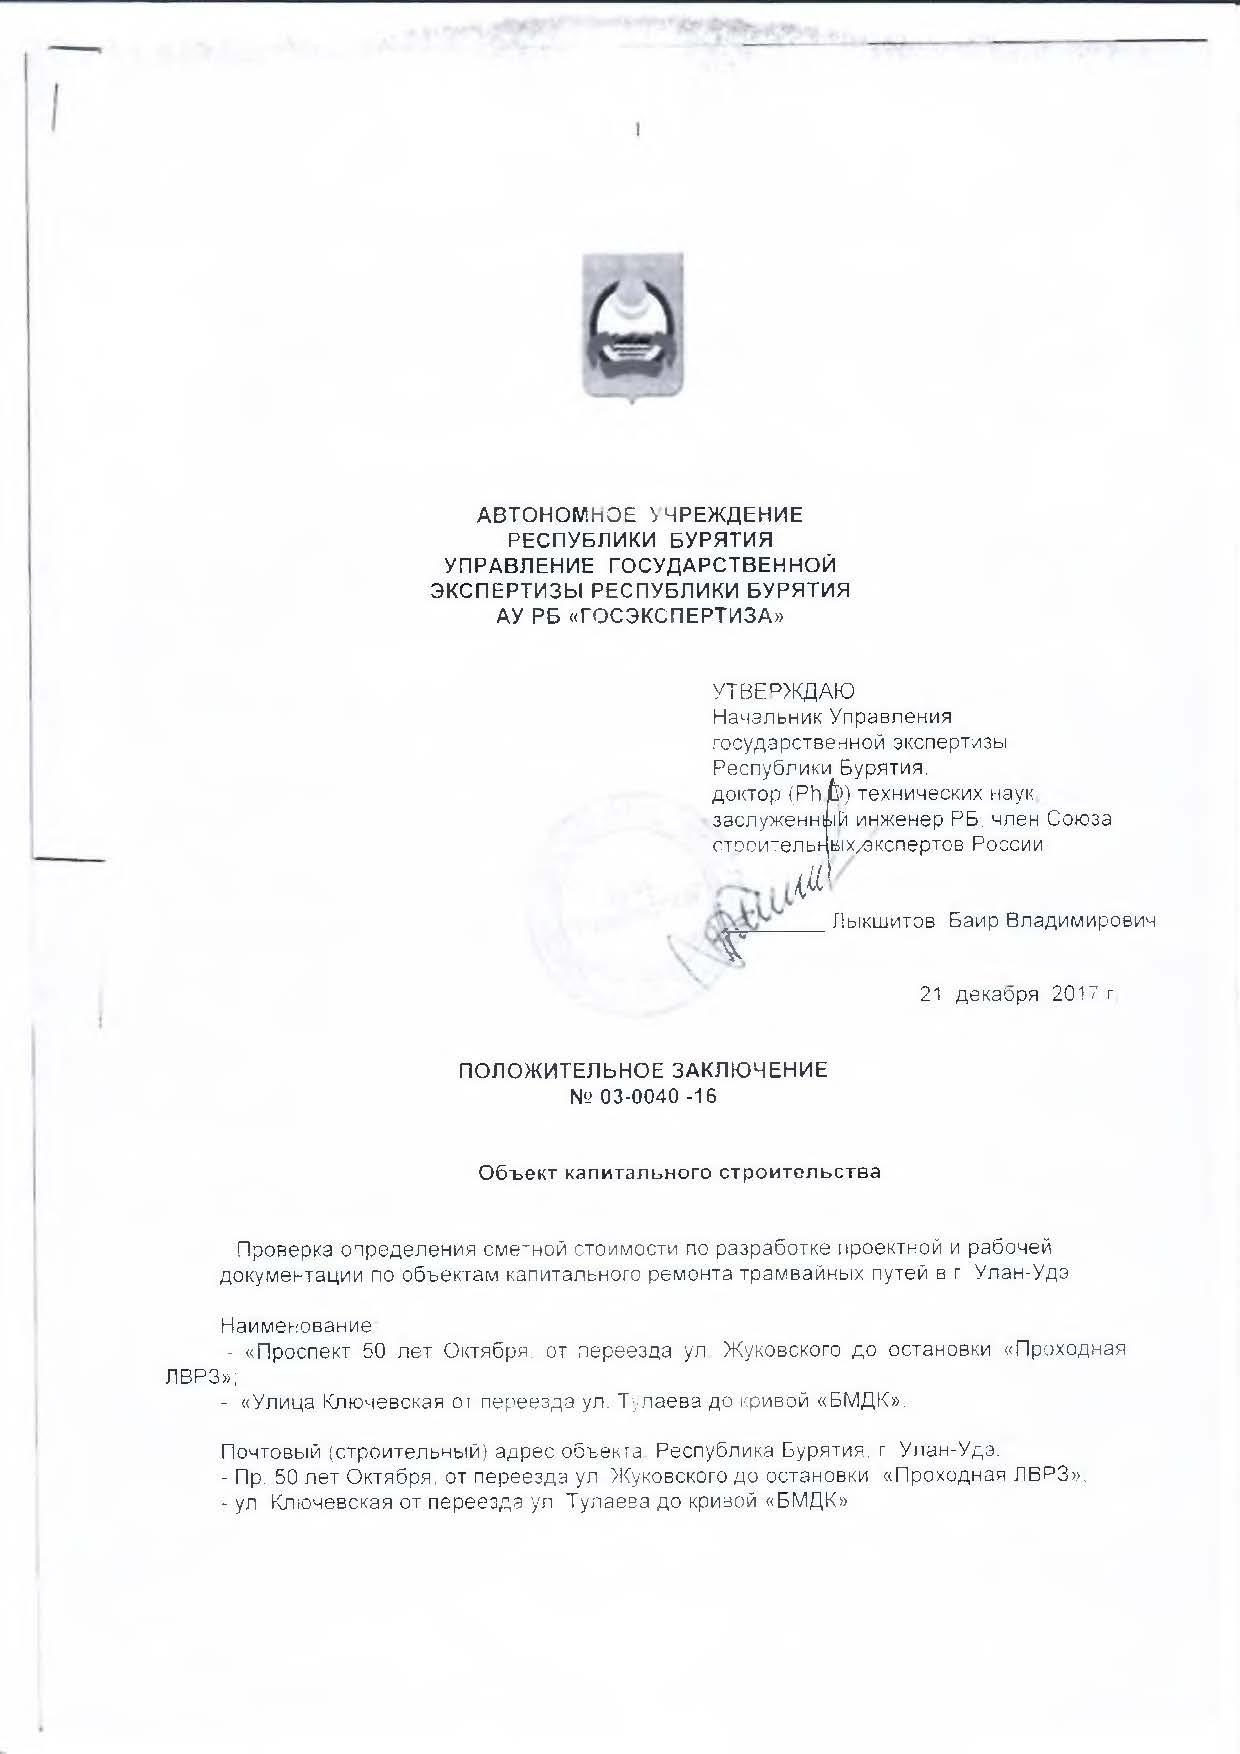 1
АВТОНОМНОЕ УЧРЕЖДЕНИЕ
РЕСПУБЛИКИ БУРЯТИЯ
УПРАВЛЕНИЕ ГОСУДАРСТВЕННОЙ
ЭКСПЕРТИЗЫ РЕСПУБЛИКИ БУРЯТИЯ
АУ РБ «ГОСЭКСПЕРТИЗА»
УТВЕРЖДАЮ
Начальник Управления
государственной экспертизы
Республики Бурятия,
доктор (Ph.D) технических наук,
заслуженный инженер РБ, член Союза
строительных экспертов России
Лыкшитов Баир Владимирович
21 декабря 2017 г.
ПОЛОЖИТЕЛЬНОЕ ЗАКЛЮЧЕНИЕ
№ 03-0040 -16
Объект капитального строительства
Проверка определения сметной стоимости по разработке проектной и рабочей
документации по объектам капитального ремонта трамвайных путей в г. Улан-Удэ
Наименование:
- «Проспект 50 лет Октября, от переезда ул. Жуковского до остановки «Проходная
ЛВРЗ»;
- «Улица Ключевская от переезда ул. Тулаева до кривой «БМДК».
Почтовый (строительный) адрес объекта: Республика Бурятия, г. Улан-Удэ.
- Пр. 50 лет Октября, от переезда ул. Жуковского до остановки «Проходная ЛВРЗ»,
- ул. Ключевская от переезда ул. Тулаева до кривой «БМДК»